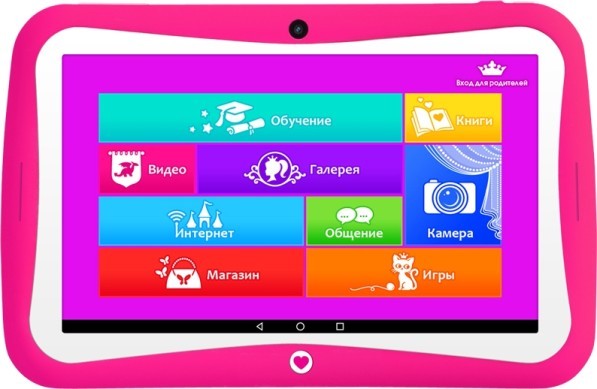 Вход для родителей
Обучение
Книги
Видео
Галерея
Интернет
Общение
Камера
Магазин
Игры